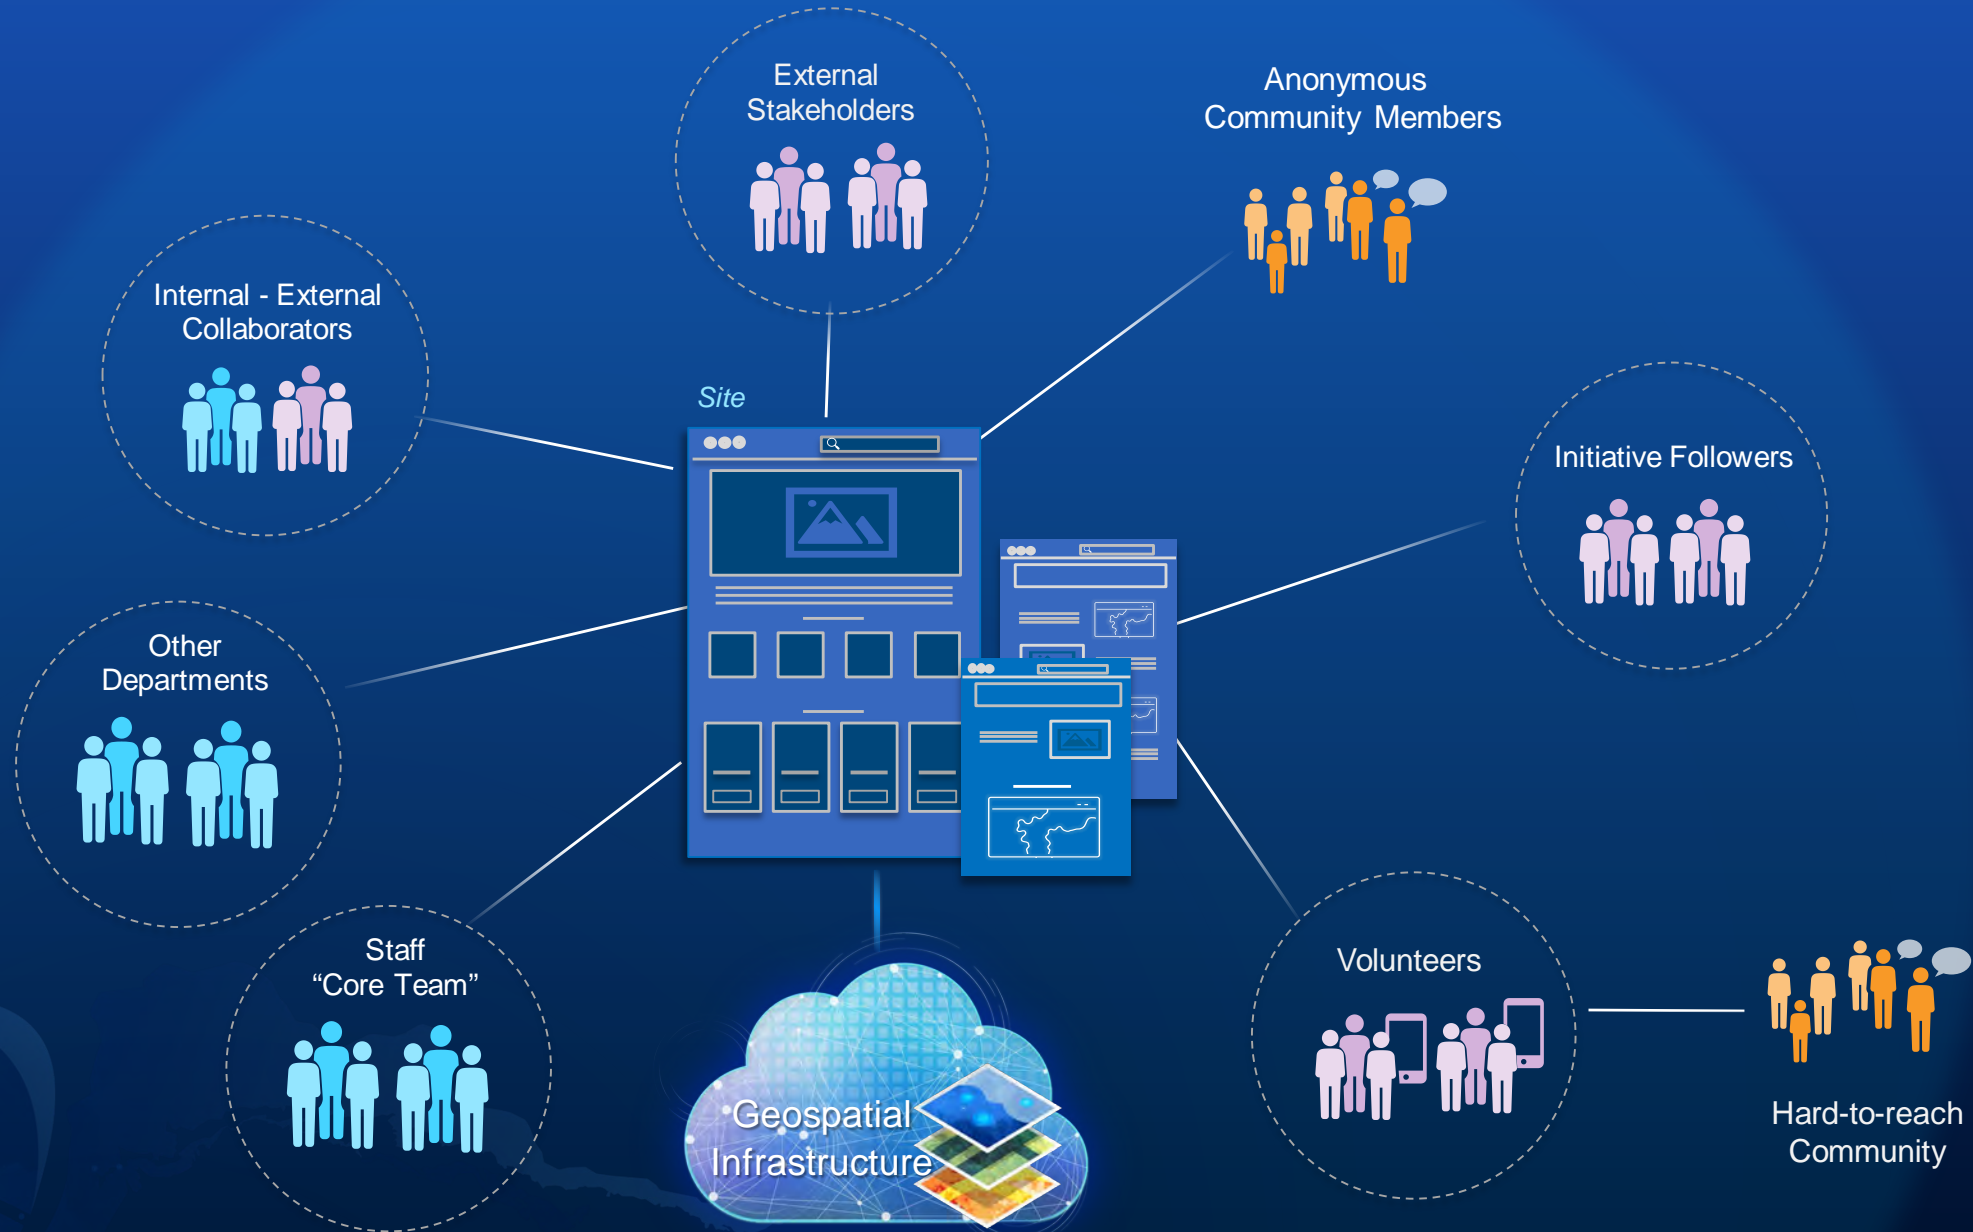 External
Stakeholders
Anonymous
Community Members
Internal - External
Collaborators
Site
Initiative Followers
Other
Departments
Staff
“Core Team”
Volunteers
Geospatial
Infrastructure
Hard-to-reach
Community